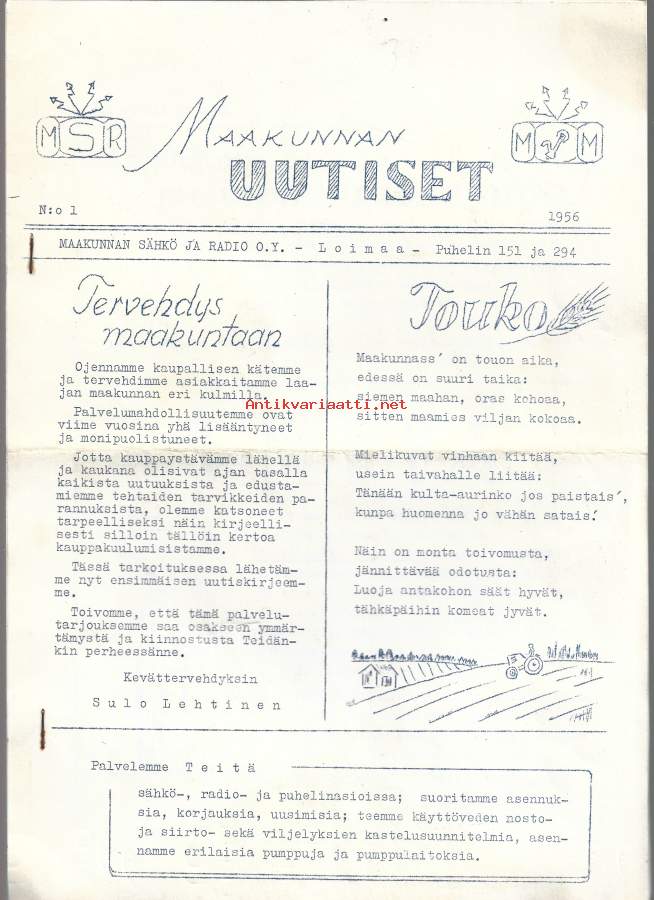 MSR
MAAKUNNAN
MM
UUTISET
N:o 1
1956
MAAKUNNAN SÄHKÖ JA RADIO O.Y. - Loimaa - Puhelin 151 ja 294
Tervehdys
maakuntaan
Ojennamme kaupallisen kätemme
ja tervehdimme asiakkaitamme laa-
jan maakunnan eri kulmilla.
Palvelumahdollisuutemme ovat
viime vuosina yhä lisääntyneet
ja monipuolistuneet.
Jotta kauppaystävämme lähellä
ja kaukana olisivat ajan tasalla
kaikista uutuuksista ja edusta-
miemme tehtaiden tarvikkeiden pa-
rannuksista, olemme katsoneet
tarpeelliseksi näin kirjeelli-
sesti silloin tällöin kertoa
kauppakuulumisistamme.
Tässä tarkoituksessa lähetäm-
me nyt ensimmäisen uutiskirjeem-
me.
Toivomme, että tämä palvelu-
tarjouksemme saa osakseen ymmär-
tämystä ja kiinnostusta Teidän-
kin perheessänne.
Kevättervehdyksin
Sulo Lehtinen
Touko
Maakunnass´ on touon aika,
edessä on suuri taika:
siemen maahan, oras kohoaa,
sitten maamies viljan kokoaa.
Antikvariaatti.net
Mielikuvat vinhaan kiitää,
usein taivahalle liitää:
Tänään kulta-aurinko jos paistais´,
kunpa huomenna jo vähän satais!
Näin on monta toivomusta,
jännittävää odotusta:
Luoja antakohon säät hyvät,
tähkäpäihin komeat jyvät.
Palvelemme Teitä
sähkö-, radio- ja puhelinasioissa; suoritamme asennuk-
sia, korjauksia, uusimisia; teemme käyttöveden nosto-
ja siirto- sekä viljelyksien kastelusuunnitelmia, asen-
namme erilaisia pumppuja ja pumppulaitoksia.